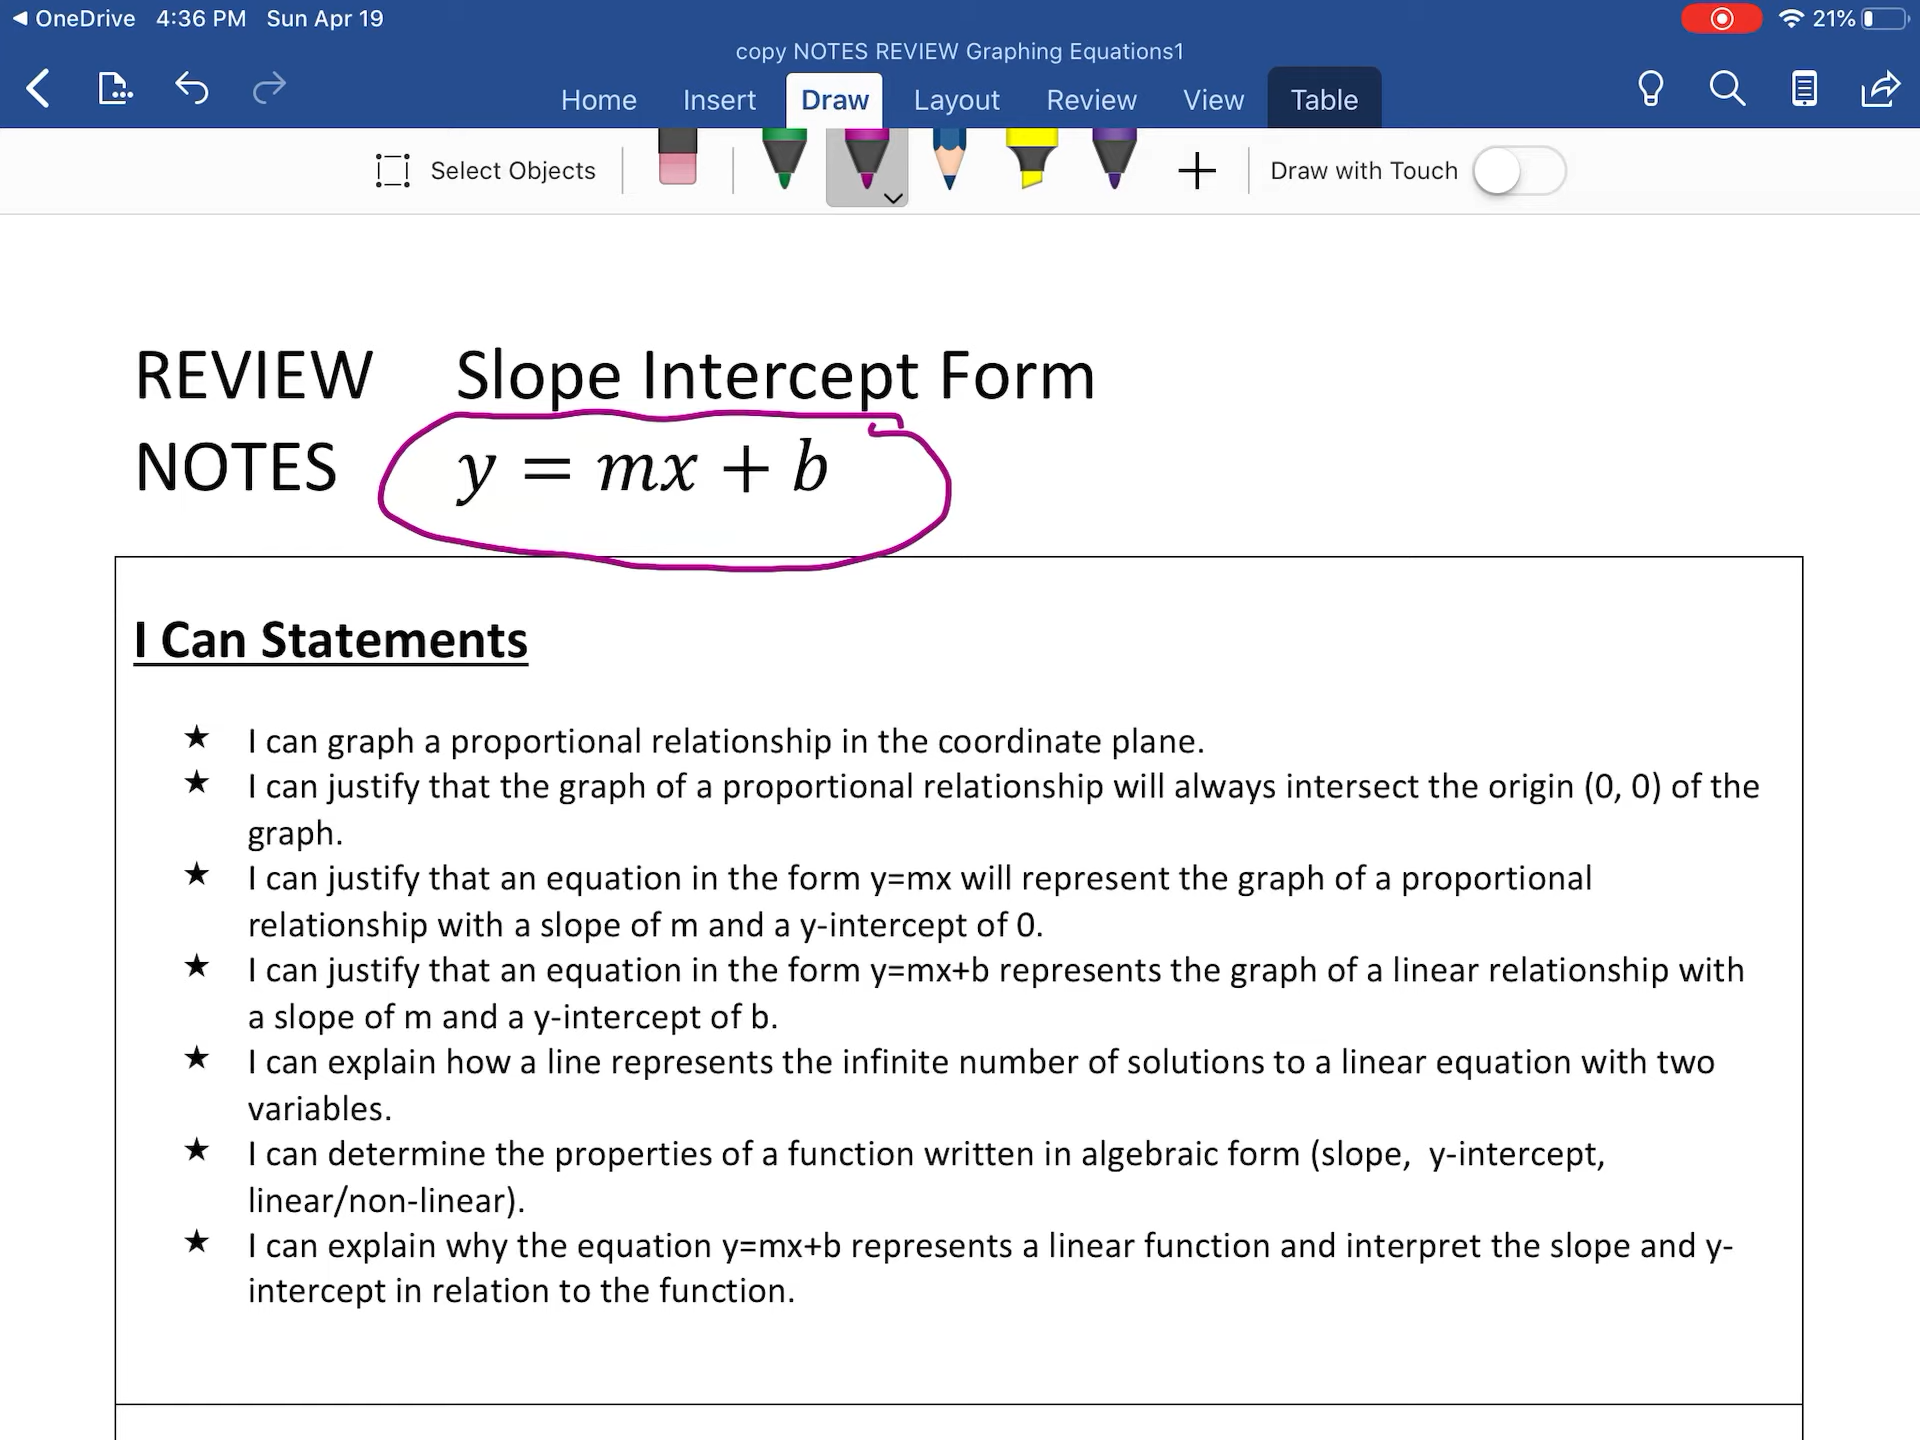 OneDrive 4:36 PM Sun Apr 19 21%
copy NOTES REVIEW Graphing Equations1
Home Insert Draw Layout Review View Table
Select Objects Draw with Touch
REVIEW Slope Intercept Form
NOTES y = mx + b
I Can Statements
★ I can graph a proportional relationship in the coordinate plane.
★ I can justify that the graph of a proportional relationship will always intersect the origin (0, 0) of the
graph.
★ I can justify that an equation in the form y=mx will represent the graph of a proportional
relationship with a slope of m and a y-intercept of 0.
★ I can justify that an equation in the form y=mx+b represents the graph of a linear relationship with
a slope of m and a y-intercept of b.
★ I can explain how a line represents the infinite number of solutions to a linear equation with two
variables.
★ I can determine the properties of a function written in algebraic form (slope,  y-intercept,
linear/non-linear).
★ I can explain why the equation y=mx+b represents a linear function and interpret the slope and y-
intercept in relation to the function.